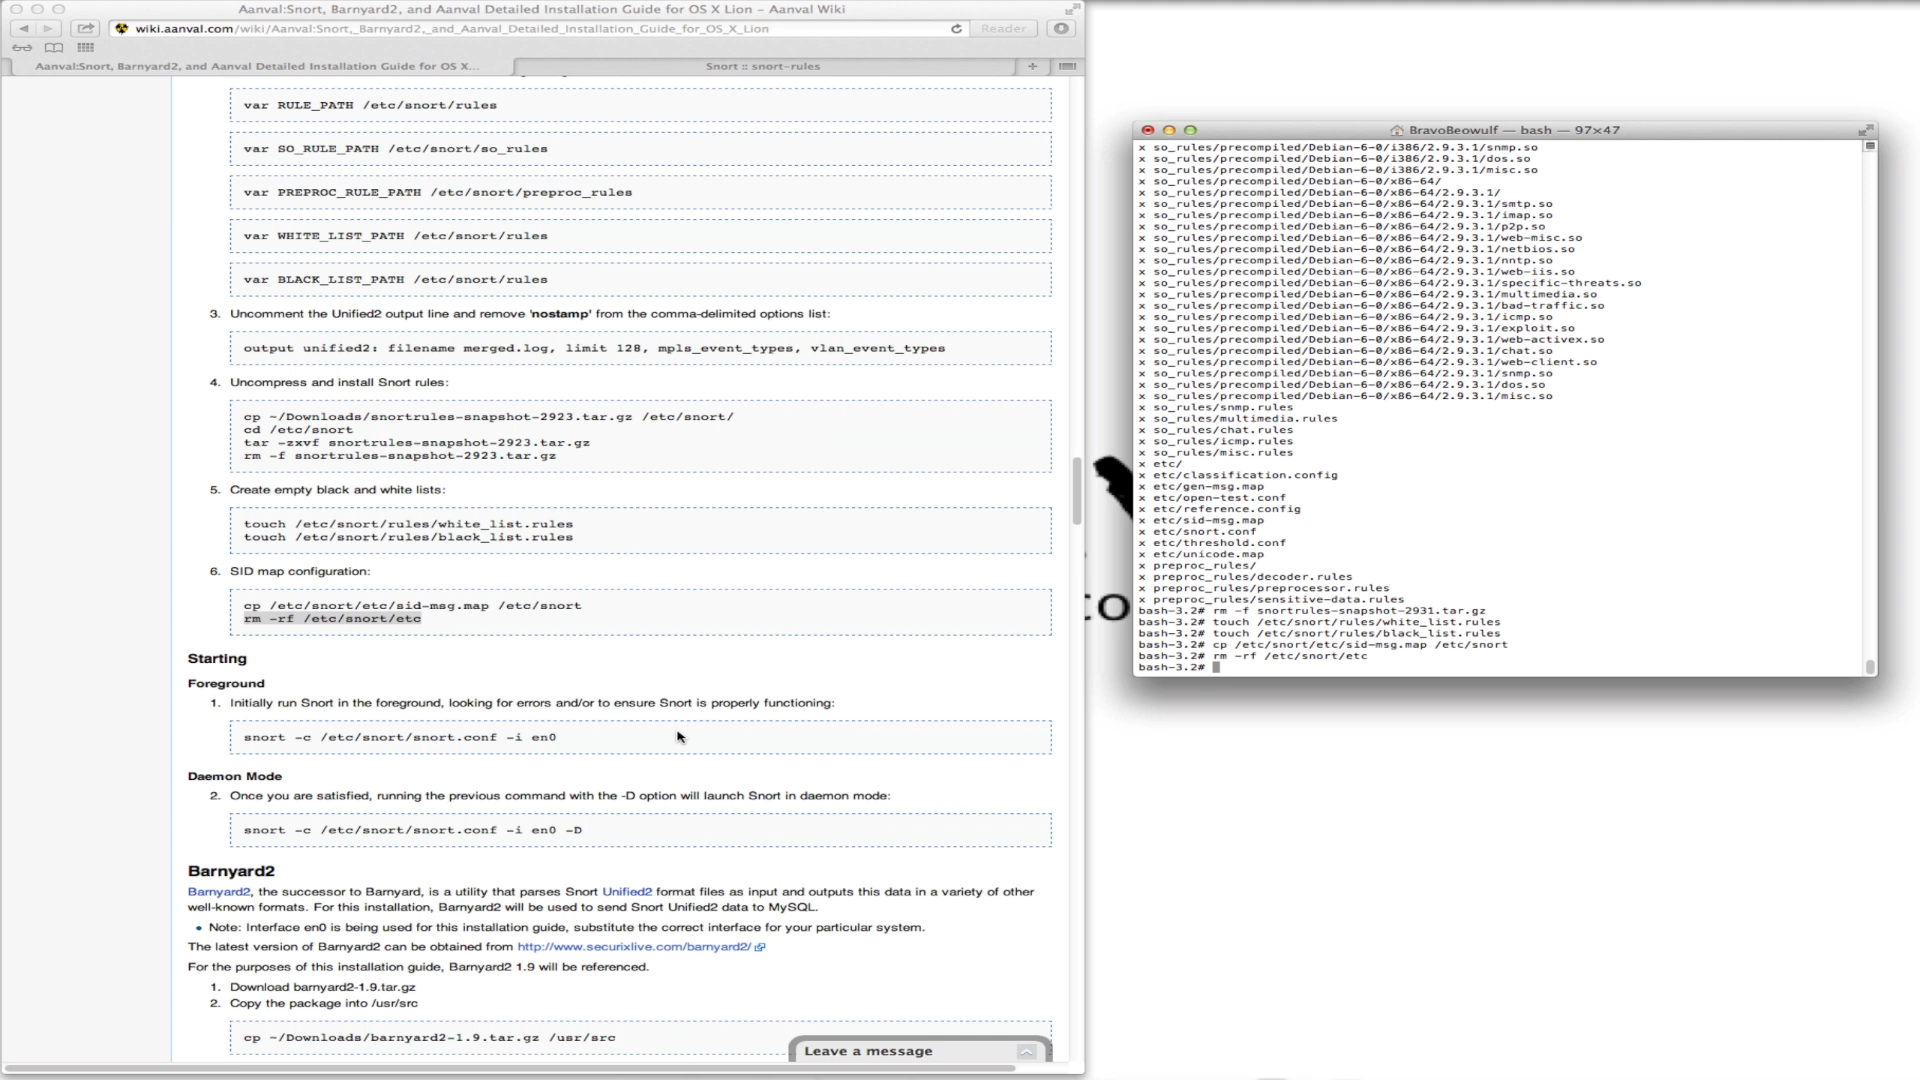 Aanval:Snort, Barnyard2, and Aanval Detailed Installation Guide for OS X Lion – Aanval Wiki
wiki.aanval.com/wiki/Aanval:Snort,_Barnyard2,_and_Aanval_Detailed_Installation_Guide_for_OS_X_Lion
Reader
Aanval:Snort, Barnyard2, and Aanval Detailed Installation Guide for OS X...
Snort :: snort-rules
var RULE_PATH /etc/snort/rules
var SO_RULE_PATH /etc/snort/so_rules
var PREPROC_RULE_PATH /etc/snort/preproc_rules
var WHITE_LIST_PATH /etc/snort/rules
var BLACK_LIST_PATH /etc/snort/rules
3. Uncomment the Unified2 output line and remove 'nostamp' from the comma-delimited options list:
output unified2: filename merged.log, limit 128, mpls_event_types, vlan_event_types
4. Uncompress and install Snort rules:
cp ~/Downloads/snortrules-snapshot-2923.tar.gz /etc/snort/
cd /etc/snort
tar -zxvf snortrules-snapshot-2923.tar.gz
rm -f snortrules-snapshot-2923.tar.gz
5. Create empty black and white lists:
touch /etc/snort/rules/white_list.rules
touch /etc/snort/rules/black_list.rules
6. SID map configuration:
cp /etc/snort/etc/sid-msg.map /etc/snort
rm -rf /etc/snort/etc
Starting
Foreground
1. Initially run Snort in the foreground, looking for errors and/or to ensure Snort is properly functioning:
snort -c /etc/snort/snort.conf -i en0
Daemon Mode
2. Once you are satisfied, running the previous command with the -D option will launch Snort in daemon mode:
snort -c /etc/snort/snort.conf -i en0 -D
Barnyard2
Barnyard2, the successor to Barnyard, is a utility that parses Snort Unified2 format files as input and outputs this data in a variety of other
well-known formats. For this installation, Barnyard2 will be used to send Snort Unified2 data to MySQL.
• Note: Interface en0 is being used for this installation guide, substitute the correct interface for your particular system.
The latest version of Barnyard2 can be obtained from http://www.securixlive.com/barnyard2/
For the purposes of this installation guide, Barnyard2 1.9 will be referenced.
1. Download barnyard2-1.9.tar.gz
2. Copy the package into /usr/src
cp ~/Downloads/barnyard2-1.9.tar.gz /usr/src
Leave a message
to
BravoBeowulf — bash — 97×47
x so_rules/precompiled/Debian-6-0/i386/2.9.3.1/snmp.so
x so_rules/precompiled/Debian-6-0/i386/2.9.3.1/dos.so
x so_rules/precompiled/Debian-6-0/i386/2.9.3.1/misc.so
x so_rules/precompiled/Debian-6-0/x86-64/
x so_rules/precompiled/Debian-6-0/x86-64/2.9.3.1/
x so_rules/precompiled/Debian-6-0/x86-64/2.9.3.1/smtp.so
x so_rules/precompiled/Debian-6-0/x86-64/2.9.3.1/imap.so
x so_rules/precompiled/Debian-6-0/x86-64/2.9.3.1/p2p.so
x so_rules/precompiled/Debian-6-0/x86-64/2.9.3.1/web-misc.so
x so_rules/precompiled/Debian-6-0/x86-64/2.9.3.1/netbios.so
x so_rules/precompiled/Debian-6-0/x86-64/2.9.3.1/nntp.so
x so_rules/precompiled/Debian-6-0/x86-64/2.9.3.1/web-iis.so
x so_rules/precompiled/Debian-6-0/x86-64/2.9.3.1/specific-threats.so
x so_rules/precompiled/Debian-6-0/x86-64/2.9.3.1/multimedia.so
x so_rules/precompiled/Debian-6-0/x86-64/2.9.3.1/bad-traffic.so
x so_rules/precompiled/Debian-6-0/x86-64/2.9.3.1/icmp.so
x so_rules/precompiled/Debian-6-0/x86-64/2.9.3.1/exploit.so
x so_rules/precompiled/Debian-6-0/x86-64/2.9.3.1/web-activex.so
x so_rules/precompiled/Debian-6-0/x86-64/2.9.3.1/chat.so
x so_rules/precompiled/Debian-6-0/x86-64/2.9.3.1/web-client.so
x so_rules/precompiled/Debian-6-0/x86-64/2.9.3.1/snmp.so
x so_rules/precompiled/Debian-6-0/x86-64/2.9.3.1/dos.so
x so_rules/precompiled/Debian-6-0/x86-64/2.9.3.1/misc.so
x so_rules/snmp.rules
x so_rules/multimedia.rules
x so_rules/chat.rules
x so_rules/icmp.rules
x so_rules/misc.rules
x etc/
x etc/classification.config
x etc/gen-msg.map
x etc/open-test.conf
x etc/reference.config
x etc/sid-msg.map
x etc/snort.conf
x etc/threshold.conf
x etc/unicode.map
x preproc_rules/
x preproc_rules/decoder.rules
x preproc_rules/preprocessor.rules
x preproc_rules/sensitive-data.rules
bash-3.2# rm -f snortrules-snapshot-2931.tar.gz
bash-3.2# touch /etc/snort/rules/white_list.rules
bash-3.2# touch /etc/snort/rules/black_list.rules
bash-3.2# cp /etc/snort/etc/sid-msg.map /etc/snort
bash-3.2# rm -rf /etc/snort/etc
bash-3.2#